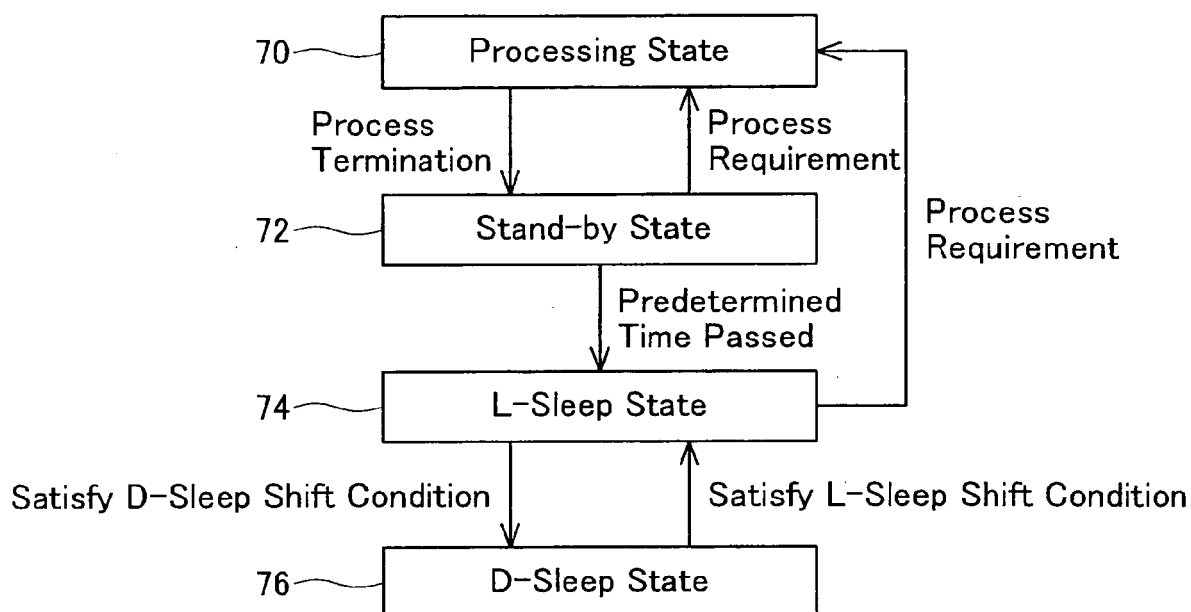 70
Processing State
Process
Termination
Process
Requirement
72
Stand-by State
Process
Requirement
Predetermined
Time Passed
74
L-Sleep State
Satisfy D-Sleep Shift Condition
Satisfy L-Sleep Shift Condition
76
D-Sleep State